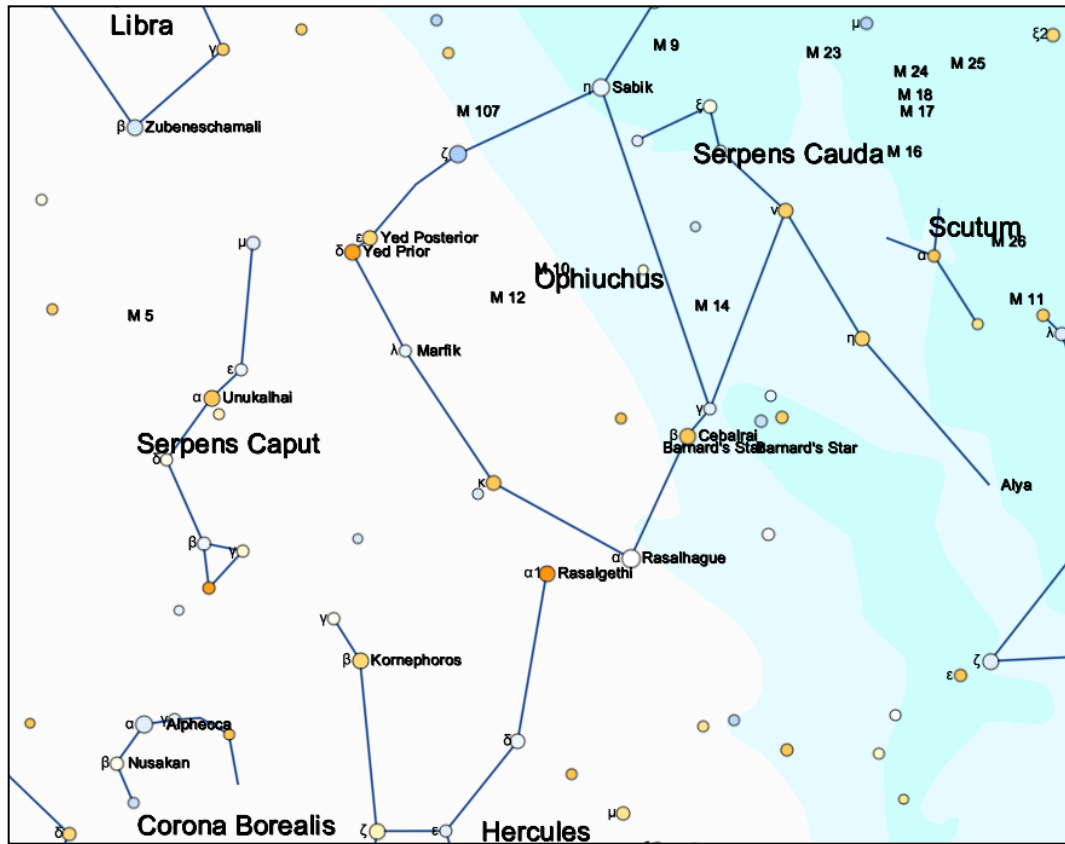 Libra
γ
μ
ξ2
M 9
M 23
M 25
M 24
η Sabik
M 18
ξ
M 17
M 107
β Zubeneschamali
ζ
Serpens Cauda
M 16
ν
Scutum
ε Yed Posterior
μ
M 26
δ Yed Prior
α
M 10
Ophiuchus
M 12
M 14
M 11
M 5
λ
η
λ Marfik
ε
α Unukalhai
γ
β Cebalrai
Serpens Caput
Barnard's Star
Barnard's Star
δ
κ
Alya
β
γ
α Rasalhague
α1 Rasalgethi
γ
β Kornephoros
ζ
ε
α Alphecca
γ
δ
β Nusakan
μ
Corona Borealis
ζ
ε
Hercules
δ
ξ